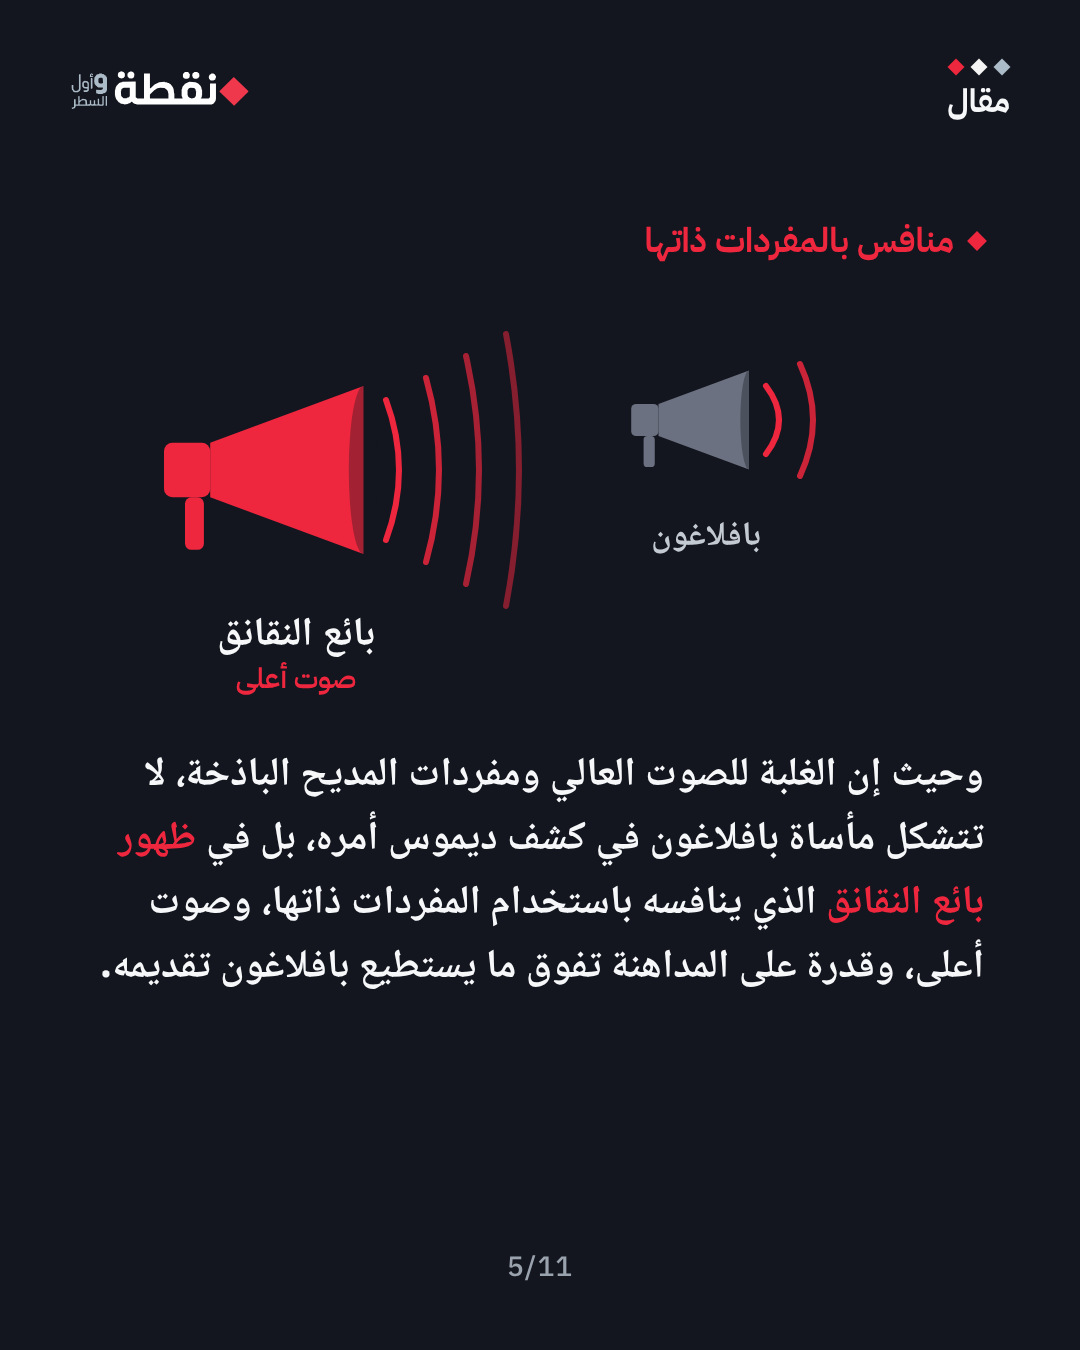 مقال
نقطة وأول السطر
منافس بالمفردات ذاتها
بافلاغون
بائع النقانق
صوت أعلى
وحيث إن الغلبة للصوت العالي ومفردات المديح الباذخة، لا
تتشكل مأساة بافلاغون في كشف ديموس أمره، بل في ظهور
بائع النقانق الذي ينافسه باستخدام المفردات ذاتها، وصوت
أعلى، وقدرة على المداهنة تفوق ما يستطيع بافلاغون تقديمه.
5/11